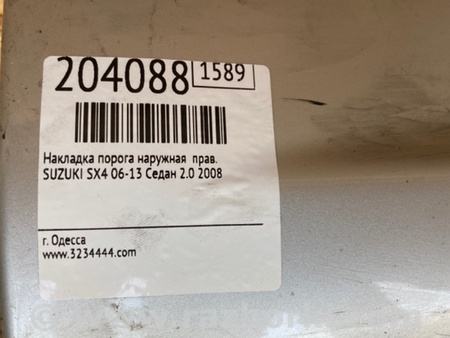 204088 1589
Накладка порога наружная прав.
SUZUKI SX4 06-13 Седан 2.0 2008
г. Одесса
www.3234444.com